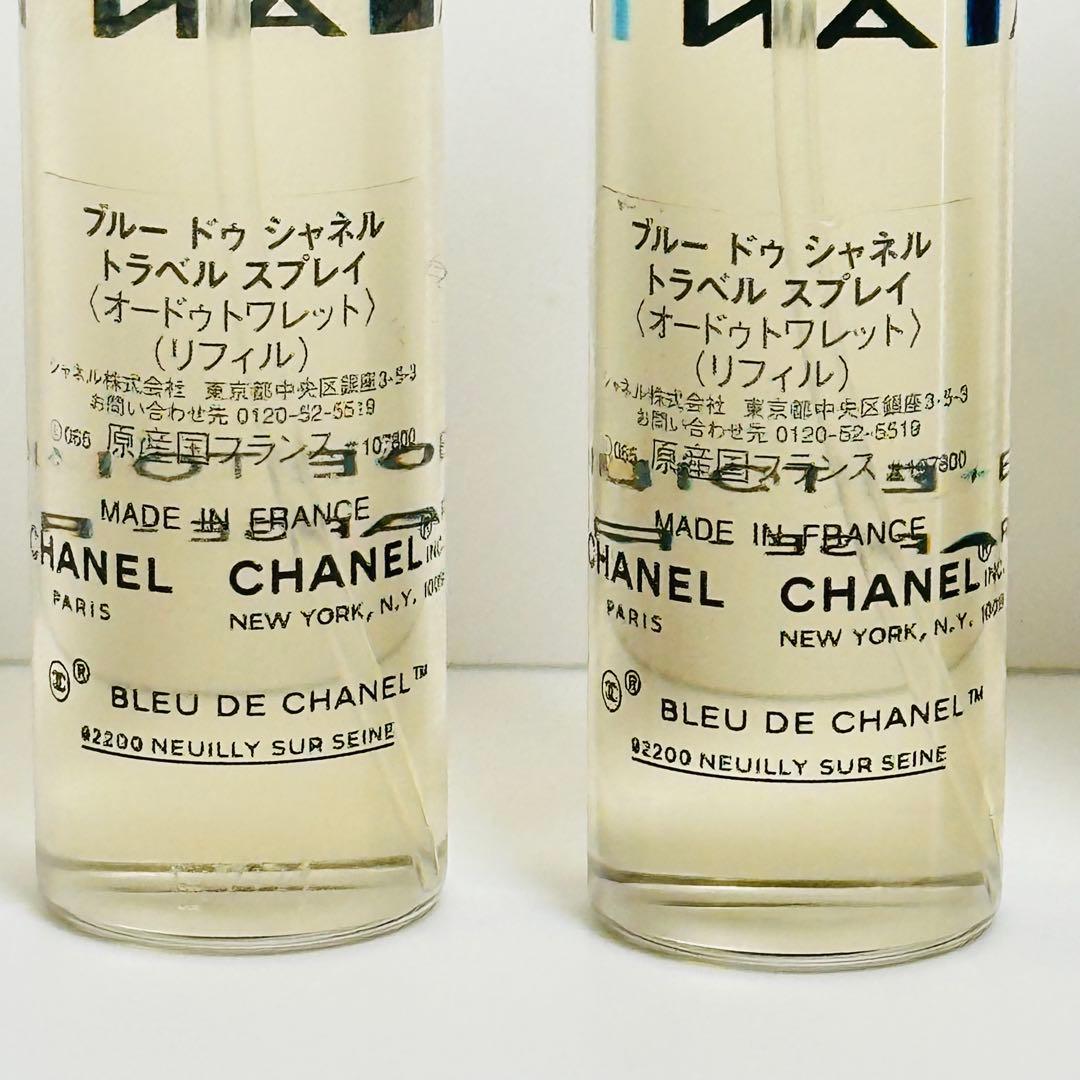 ブルー ドゥ シャネル
トラベル スプレイ
〈オードゥトワレット〉
(リフィル)
シャネル株式会社 東京都中央区銀座3-5-3
お問い合わせ先 0120-52-5519
原産国フランス
MADE IN FRANCE
CHANEL CHANEL® INC.
PARIS NEW YORK, N.Y.
® BLEU DE CHANEL™
92200 NEUILLY SUR SEINE
ブルー ドゥ シャネル
トラベル スプレイ
〈オードゥトワレット〉
(リフィル)
シャネル株式会社 東京都中央区銀座3-5-3
お問い合わせ先 0120-52-5519
原産国フランス
MADE IN FRANCE
CHANEL CHANEL® INC.
PARIS NEW YORK, N.Y.
® BLEU DE CHANEL™
92200 NEUILLY SUR SEINE